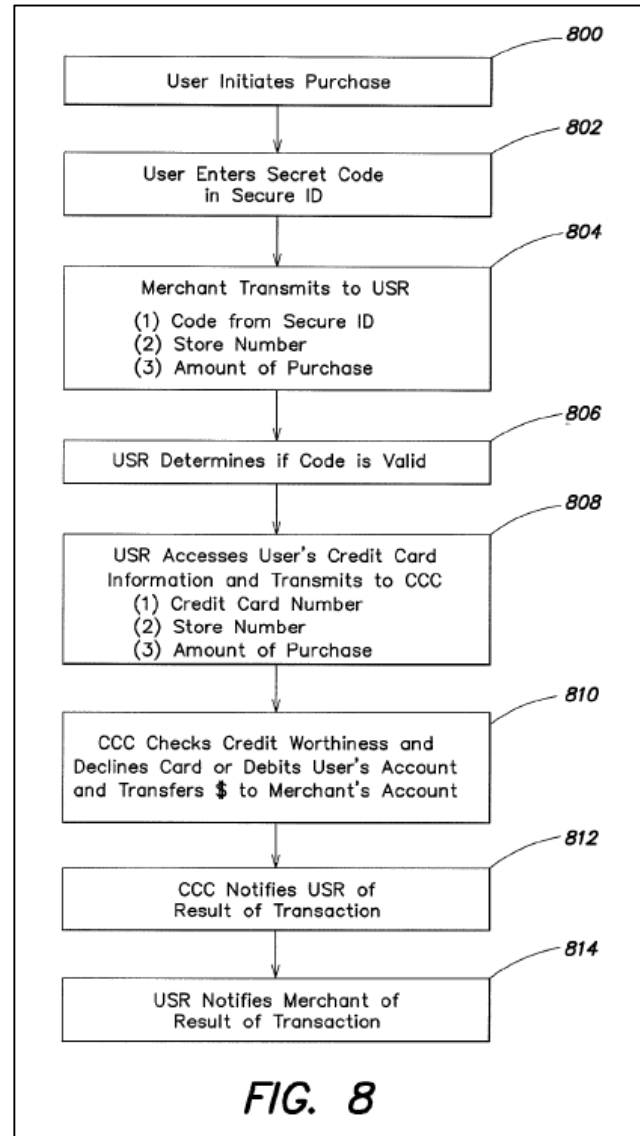 800
User Initiates Purchase
802
User Enters Secret Code
in Secure ID
804
Merchant Transmits to USR
(1) Code from Secure ID
(2) Store Number
(3) Amount of Purchase
806
USR Determines if Code is Valid
808
USR Accesses User's Credit Card
Information and Transmits to CCC
(1) Credit Card Number
(2) Store Number
(3) Amount of Purchase
810
CCC Checks Credit Worthiness and
Declines Card or Debits User's Account
and Transfers $ to Merchant's Account
812
CCC Notifies USR of
Result of Transaction
814
USR Notifies Merchant of
Result of Transaction
FIG. 8